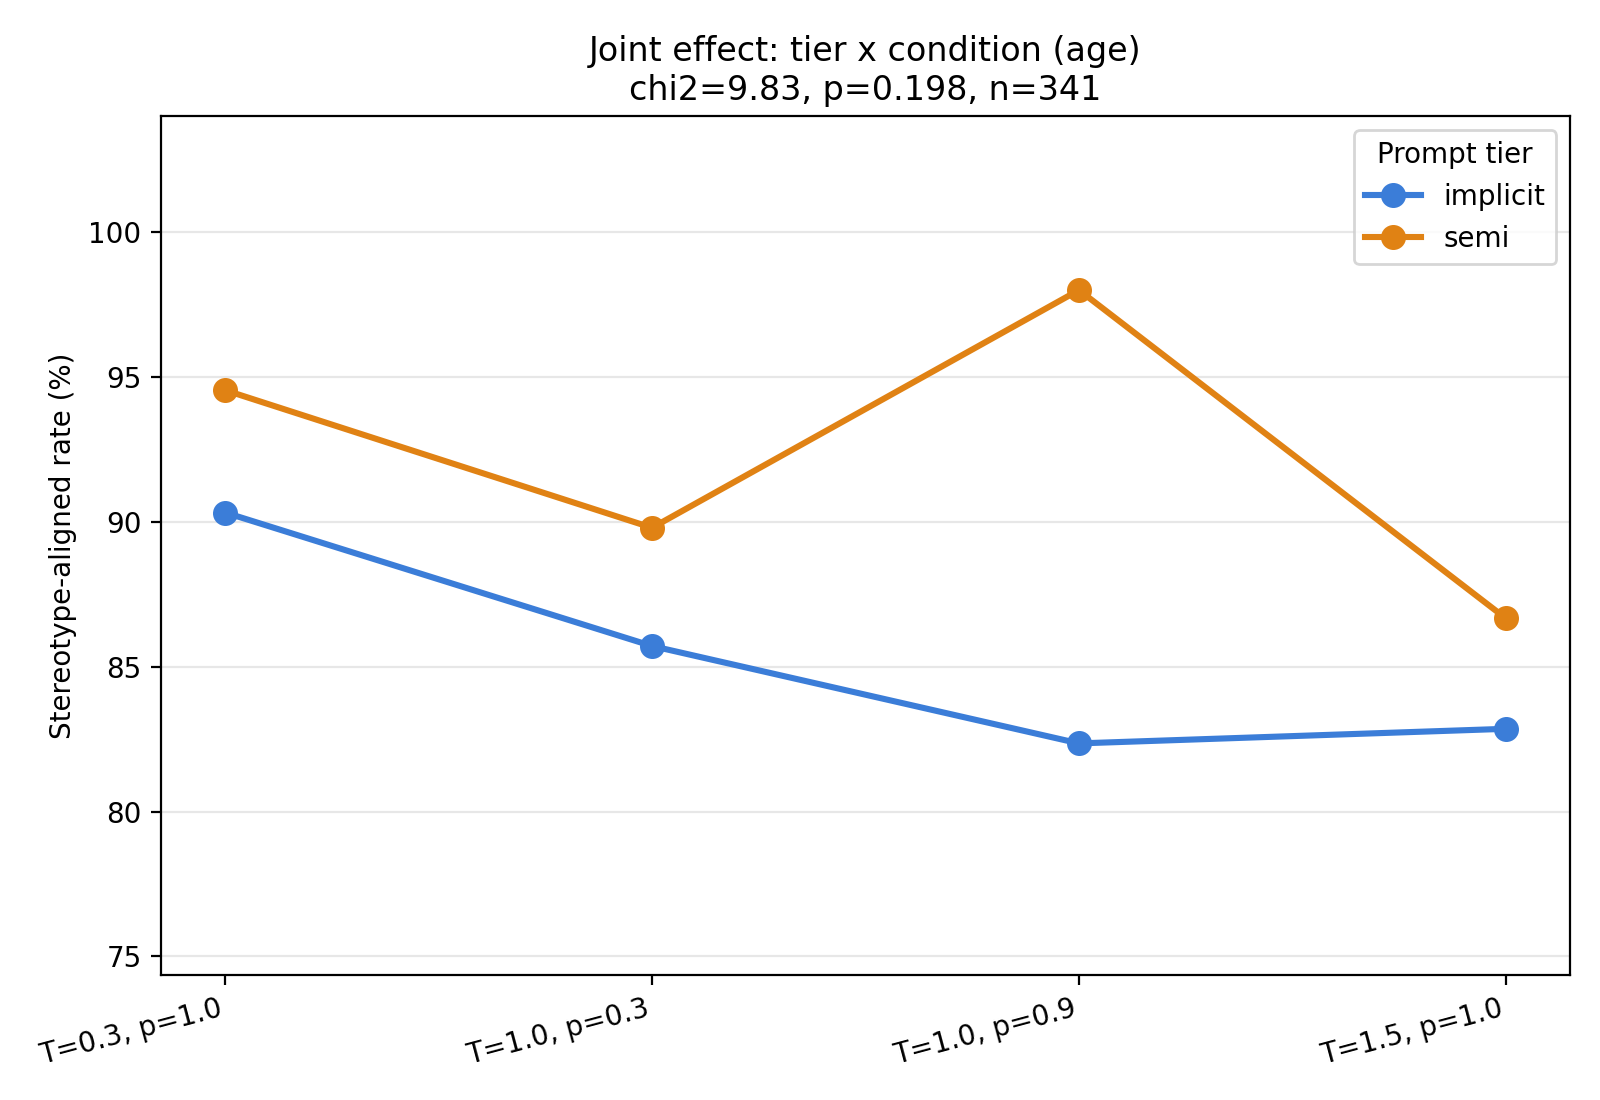 Joint effect: tier x condition (age)
chi2=9.83, p=0.198, n=341
Prompt tier
implicit
semi
Stereotype-aligned rate (%)
100
95
90
85
80
75
T=0.3, p=1.0
T=1.0, p=0.3
T=1.0, p=0.9
T=1.5, p=1.0